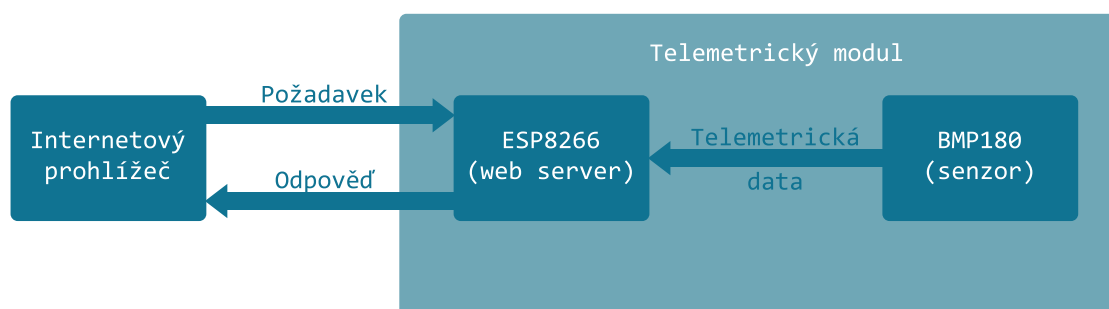 Telemetrický modul
Požadavek
Internetový
prohlížeč
Odpověď
ESP8266
(web server)
Telemetrická
data
BMP180
(senzor)